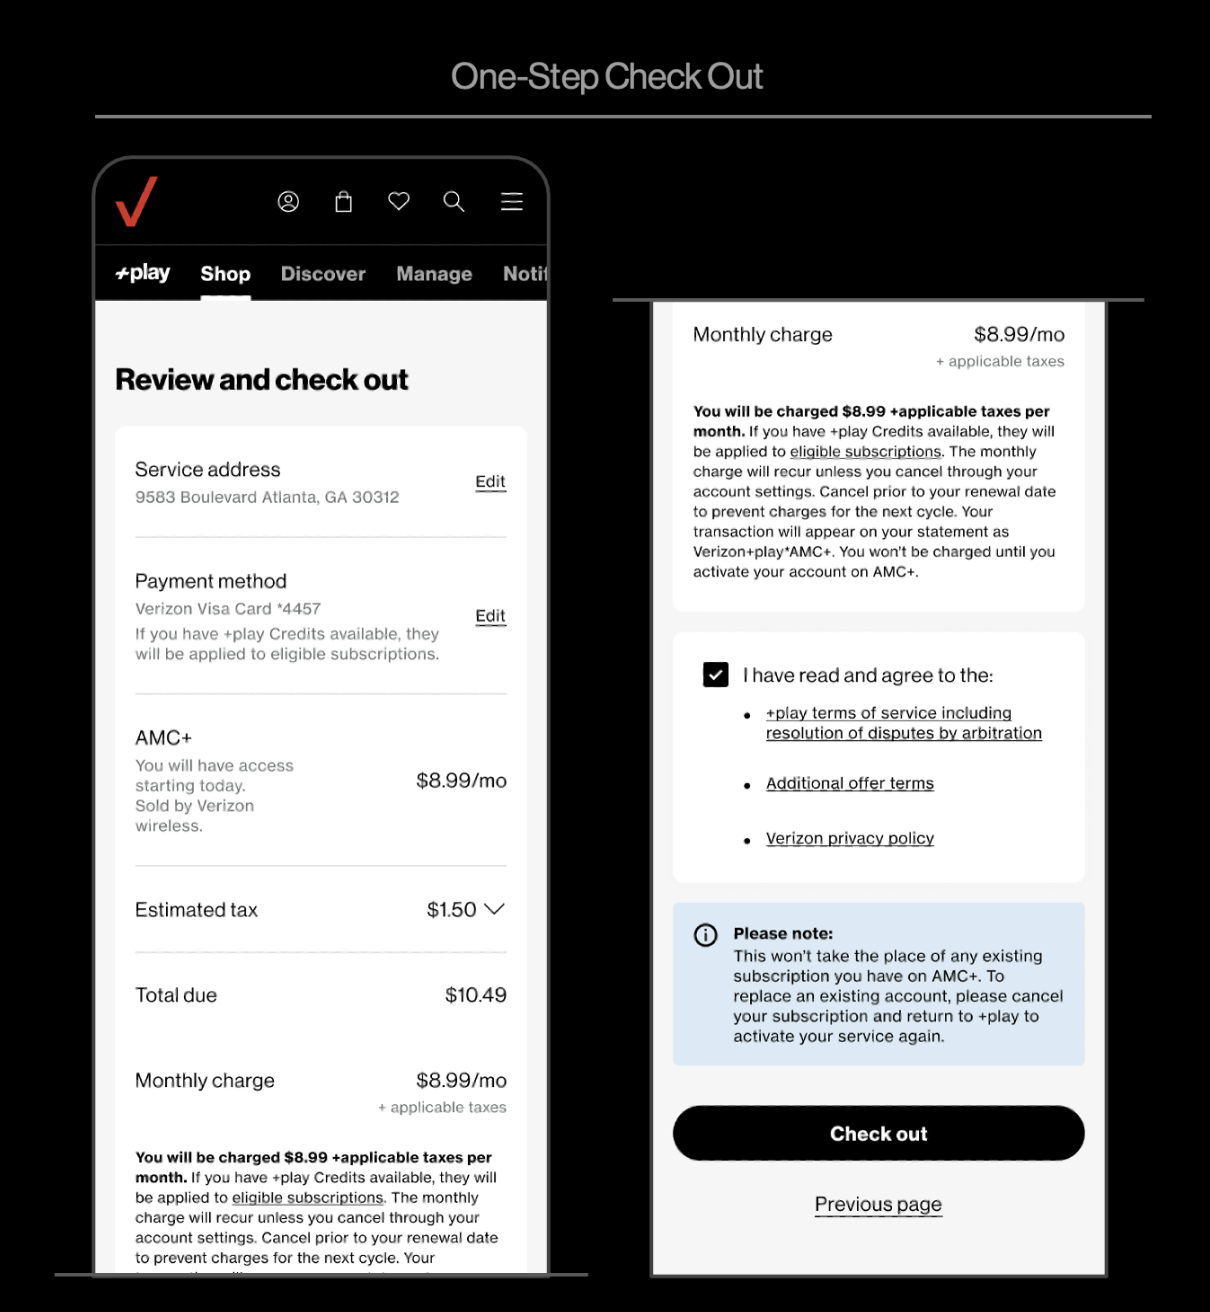 One-Step Check Out
+play Shop Discover Manage Notif
Review and check out
Service address
9583 Boulevard Atlanta, GA 30312
Edit
Payment method
Verizon Visa Card *4457
If you have +play Credits available, they
will be applied to eligible subscriptions.
Edit
AMC+
You will have access
starting today.
Sold by Verizon
wireless.
$8.99/mo
Estimated tax $1.50
Total due $10.49
Monthly charge $8.99/mo
+ applicable taxes
You will be charged $8.99 +applicable taxes per
month. If you have +play Credits available, they will
be applied to eligible subscriptions. The monthly
charge will recur unless you cancel through your
account settings. Cancel prior to your renewal date
to prevent charges for the next cycle. Your
Monthly charge $8.99/mo
+ applicable taxes
You will be charged $8.99 +applicable taxes per
month. If you have +play Credits available, they will
be applied to eligible subscriptions. The monthly
charge will recur unless you cancel through your
account settings. Cancel prior to your renewal date
to prevent charges for the next cycle. Your
transaction will appear on your statement as
Verizon+play*AMC+. You won't be charged until you
activate your account on AMC+.
I have read and agree to the:
• +play terms of service including
resolution of disputes by arbitration
• Additional offer terms
• Verizon privacy policy
Please note:
This won't take the place of any existing
subscription you have on AMC+. To
replace an existing account, please cancel
your subscription and return to +play to
activate your service again.
Check out
Previous page